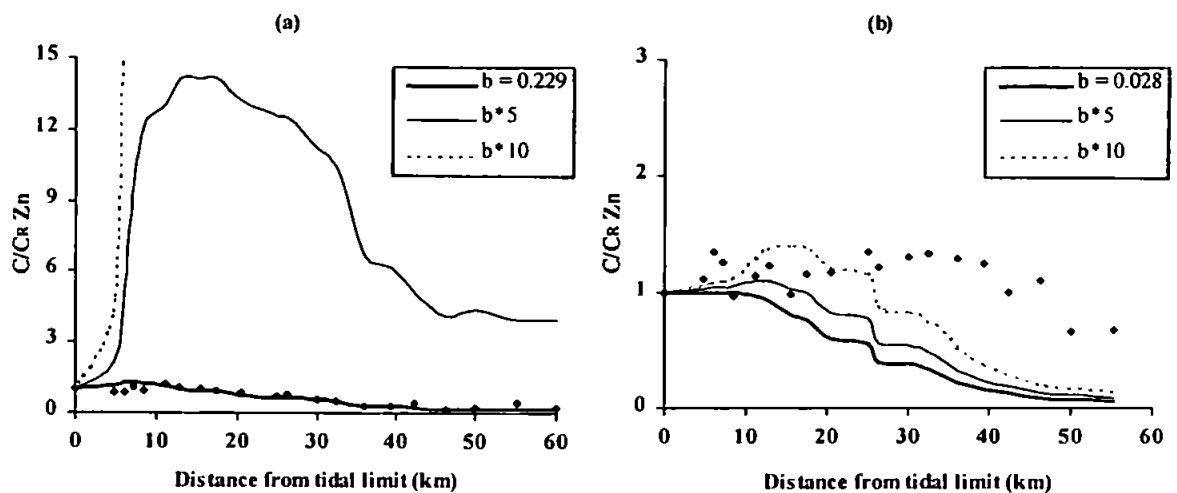 (a)
15
12
9
6
3
0
C/CR Zn
b = 0.229
b* 5
b* 10
0 10 20 30 40 50 60
Distance from tidal limit (km)
(b)
3
2
1
0
C/CR Zn
b = 0.028
b* 5
b* 10
0 10 20 30 40 50 60
Distance from tidal limit (km)